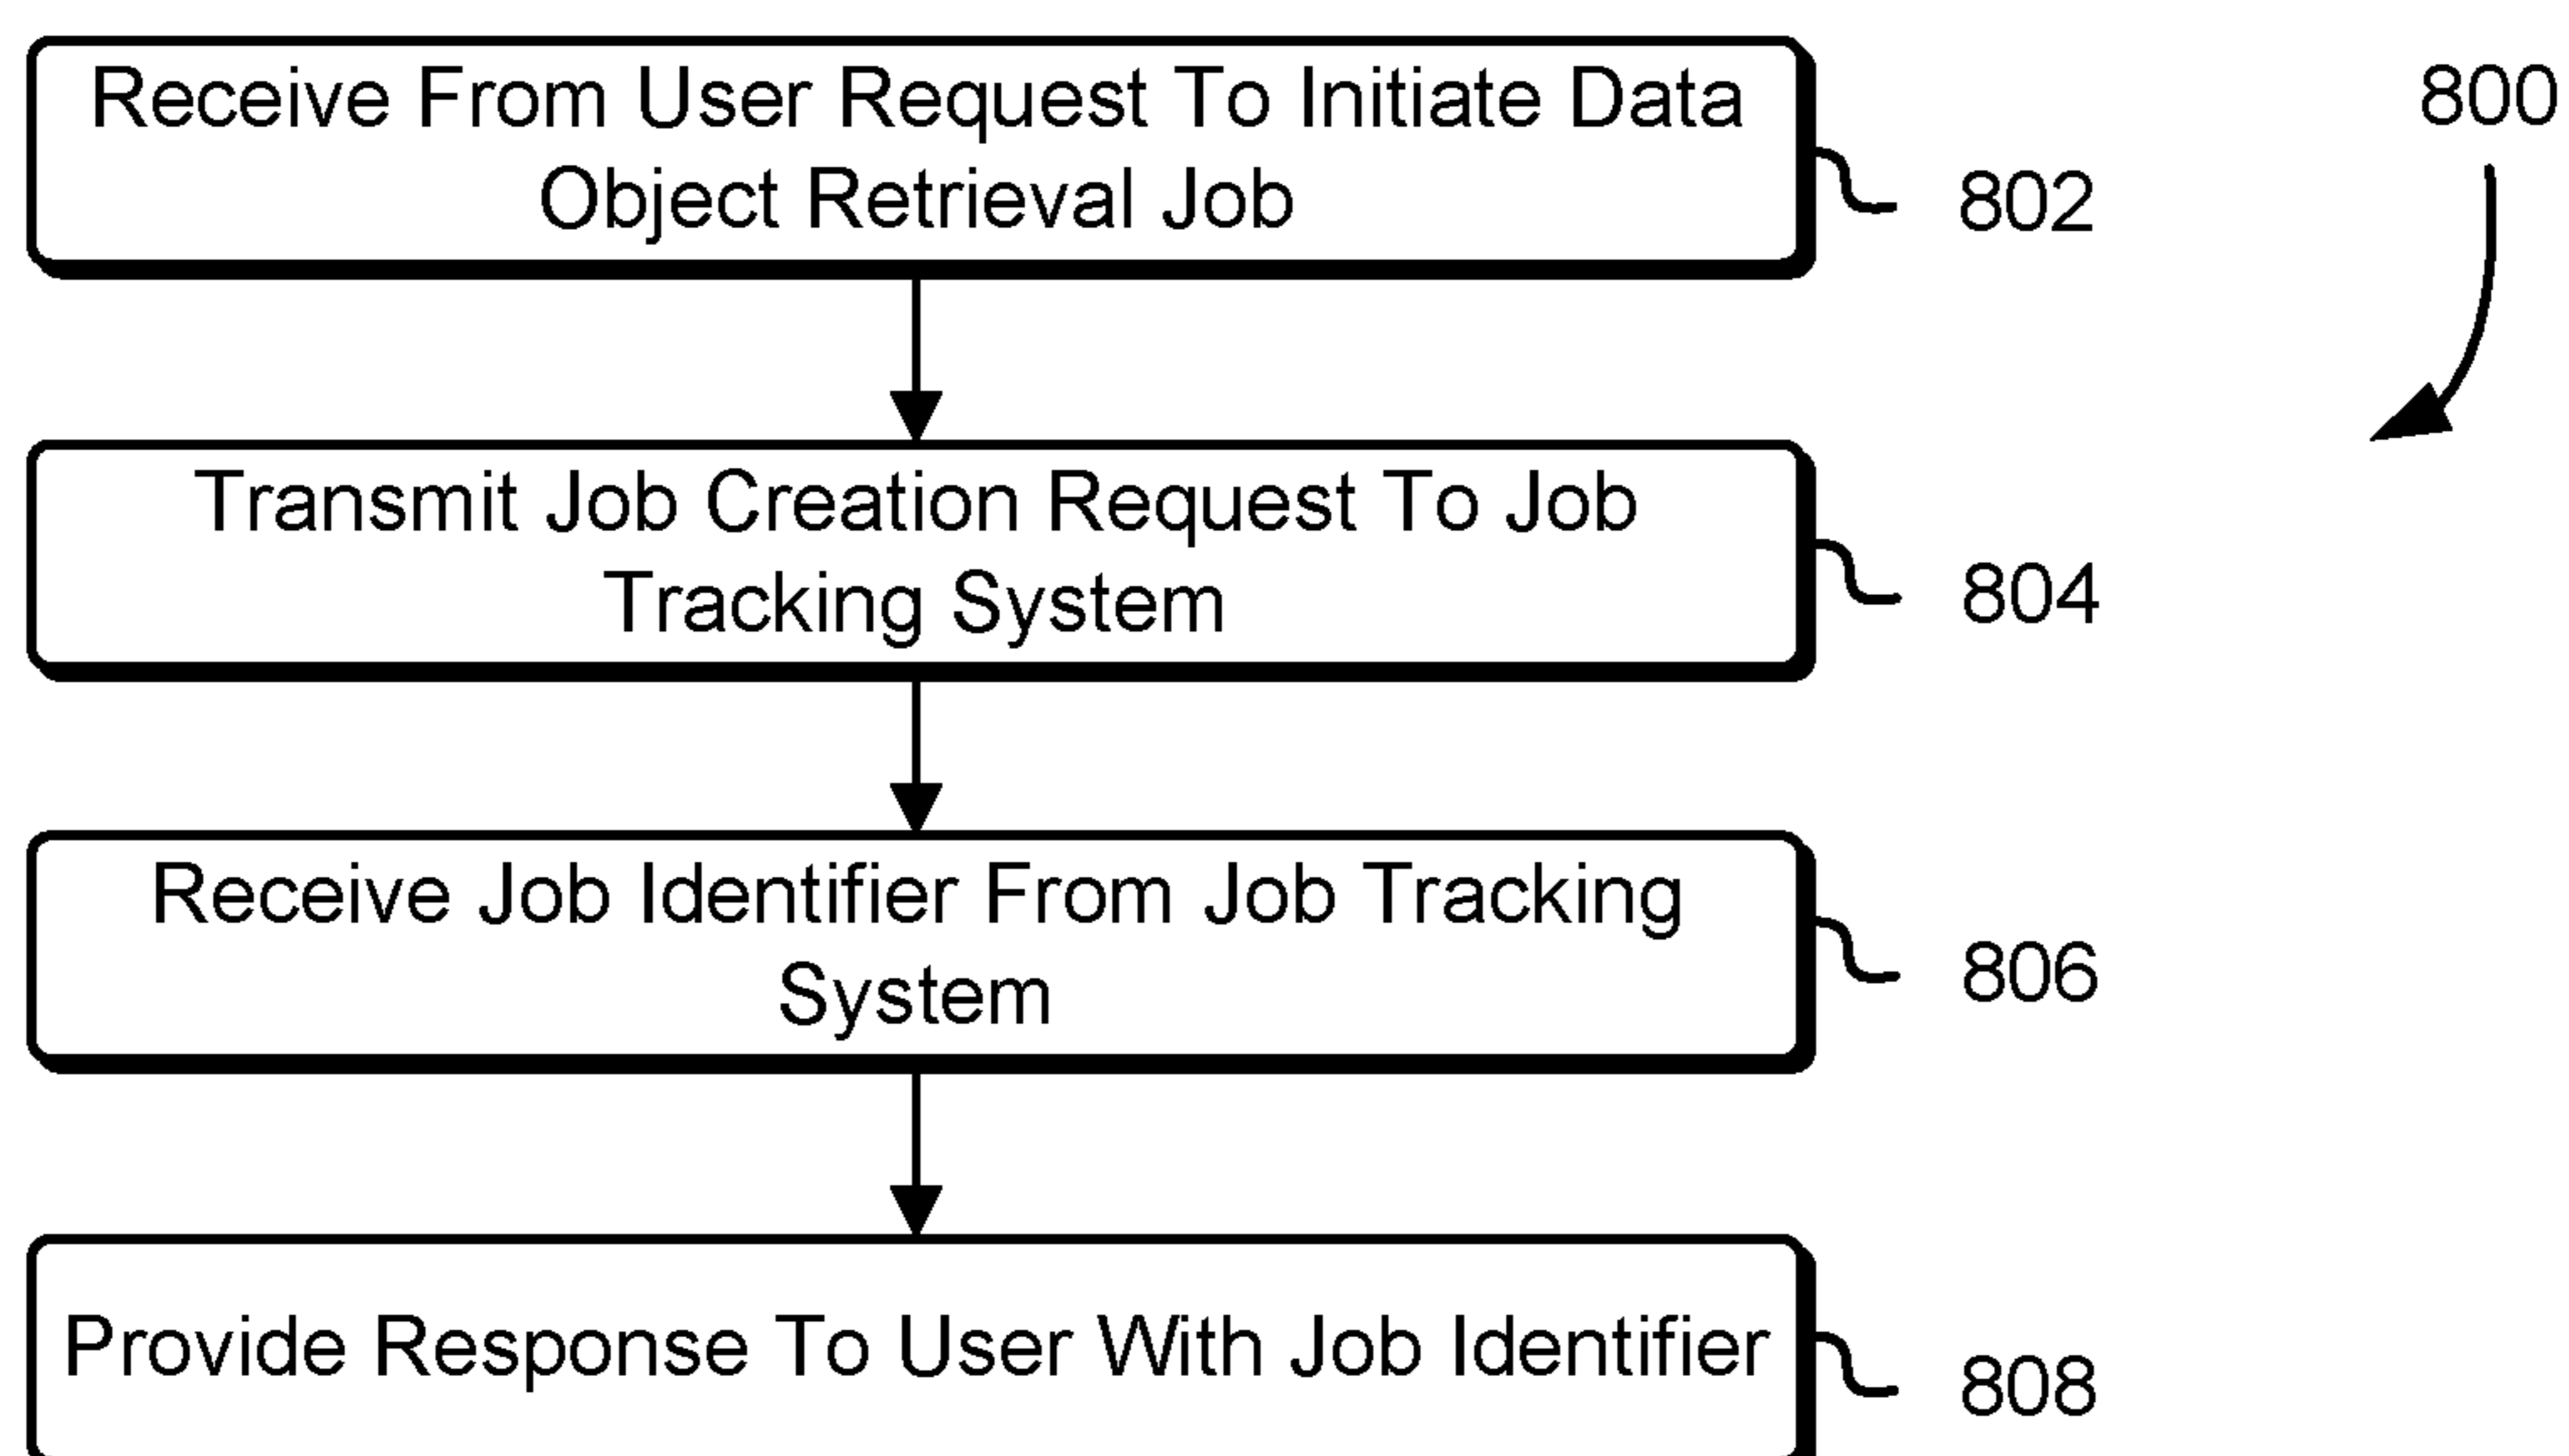 Receive From User Request To Initiate Data
Object Retrieval Job
800
802
Transmit Job Creation Request To Job
Tracking System
804
Receive Job Identifier From Job Tracking
System
806
Provide Response To User With Job Identifier
808